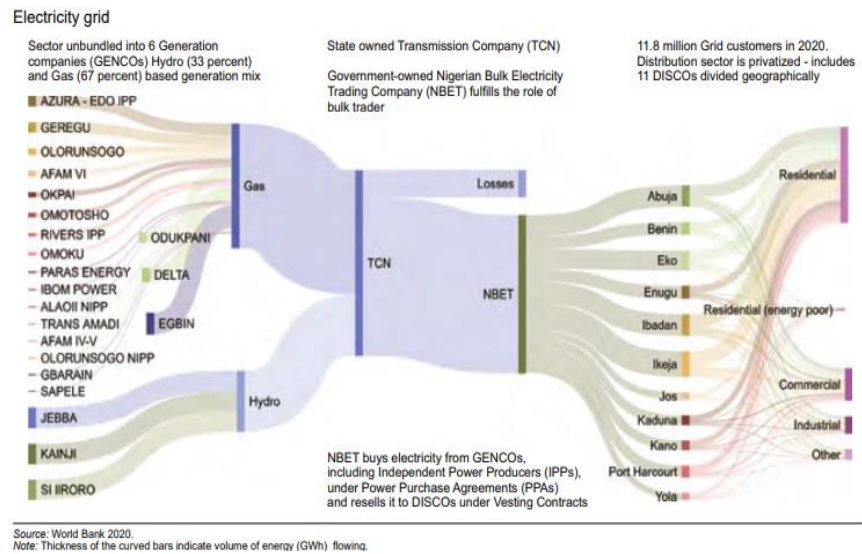 Electricity grid
Sector unbundled into 6 Generation
companies (GENCOs) Hydro (33 percent)
and Gas (67 percent) based generation mix
State owned Transmission Company (TCN)
Government-owned Nigerian Bulk Electricity
Trading Company (NBET) fulfills the role of
bulk trader
11.8 million Grid customers in 2020.
Distribution sector is privatized - includes
11 DISCOs divided geographically
AZURA - EDO IPP
GEREGU
OLORUNSOGO
AFAM VI
OKPAI
OMOTOSHO
RIVERS IPP
OMOKU
PARAS ENERGY
IBOM POWER
ALAOII NIPP
TRANS AMADI
AFAM IV-V
OLORUNSOGO NIPP
GBARAIN
SAPELE
JEBBA
KAINJI
SI IIRORO
ODUKPANI
DELTA
EGBIN
Gas
Hydro
TCN
Losses
NBET
Abuja
Benin
Eko
Enugu
Ibadan
Ikeja
Jos
Kaduna
Kano
Port Harcourt
Yola
Residential
Residential (energy poor)
Commercial
Industrial
Other
NBET buys electricity from GENCOs,
including Independent Power Producers (IPPs),
under Power Purchase Agreements (PPAs)
and resells it to DISCOs under Vesting Contracts
Source: World Bank 2020.
Note: Thickness of the curved bars indicate volume of energy (GWh) flowing.